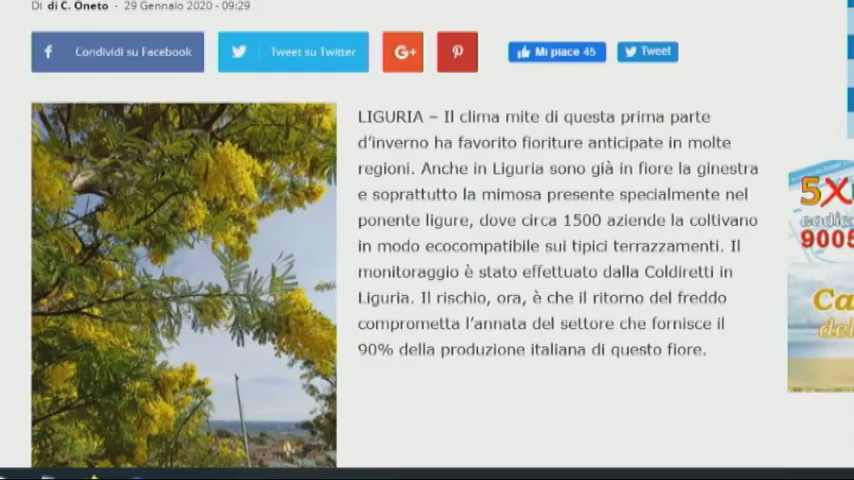 Di di C. Oneto - 29 Gennaio 2020 - 09:29
Condividi su Facebook
Tweet su Twitter
G+
Mi piace 45
Tweet
LIGURIA – Il clima mite di questa prima parte
d'inverno ha favorito fioriture anticipate in molte
regioni. Anche in Liguria sono già in fiore la ginestra
e soprattutto la mimosa presente specialmente nel
ponente ligure, dove circa 1500 aziende la coltivano
in modo ecocompatibile sui tipici terrazzamenti. Il
monitoraggio è stato effettuato dalla Coldiretti in
Liguria. Il rischio, ora, è che il ritorno del freddo
comprometta l'annata del settore che fornisce il
90% della produzione italiana di questo fiore.
5X
9005